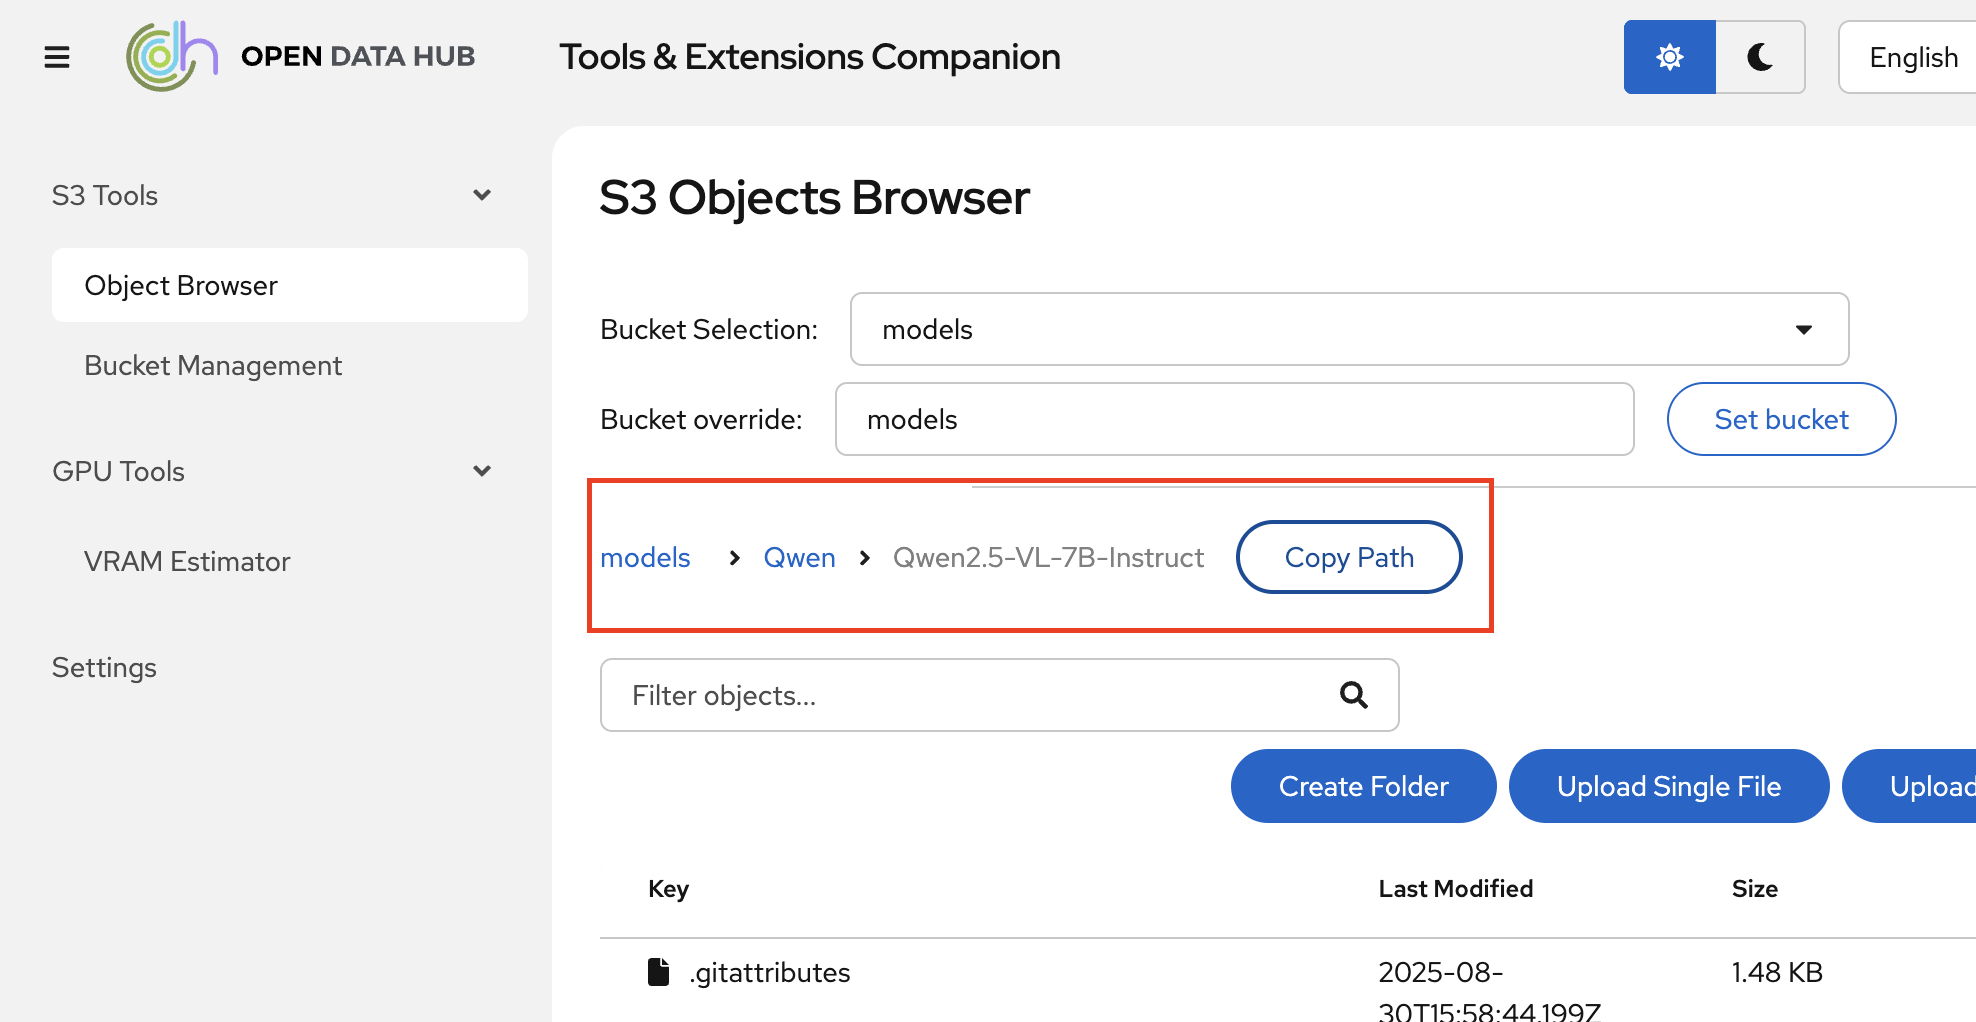 OPEN DATA HUB
Tools & Extensions Companion
English
S3 Tools
Object Browser
Bucket Management
GPU Tools
VRAM Estimator
Settings
S3 Objects Browser
Bucket Selection:
models
Bucket override:
models
Set bucket
models > Qwen > Qwen2.5-VL-7B-Instruct
Copy Path
Filter objects...
Create Folder
Upload Single File
Upload
Key
Last Modified
Size
.gitattributes
2025-08-
30T15:58:44.199Z
1.48 KB